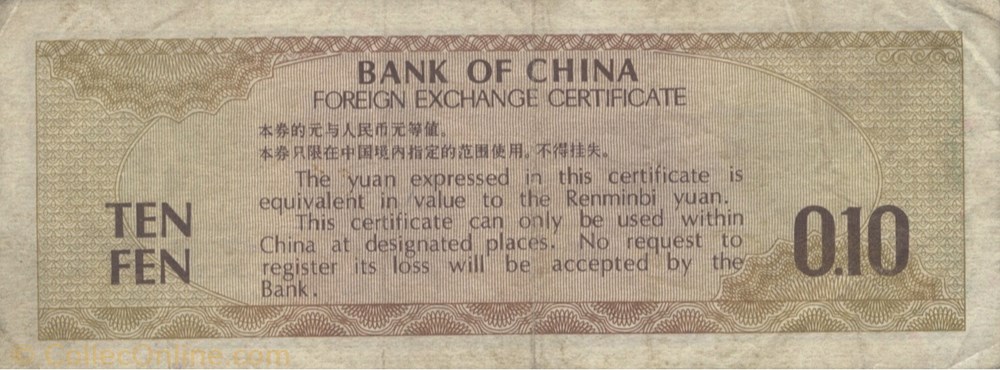 BANK OF CHINA
FOREIGN EXCHANGE CERTIFICATE
本券的元与人民币元等值。
本券只限在中国境内指定的范围使用。不得挂失。
The yuan expressed in this certificate is
equivalent in value to the Renminbi yuan.
This certificate can only be used within
China at designated places. No request to
register its loss will be accepted by the
Bank.
TEN
FEN
0.10
© CollecOnline.com